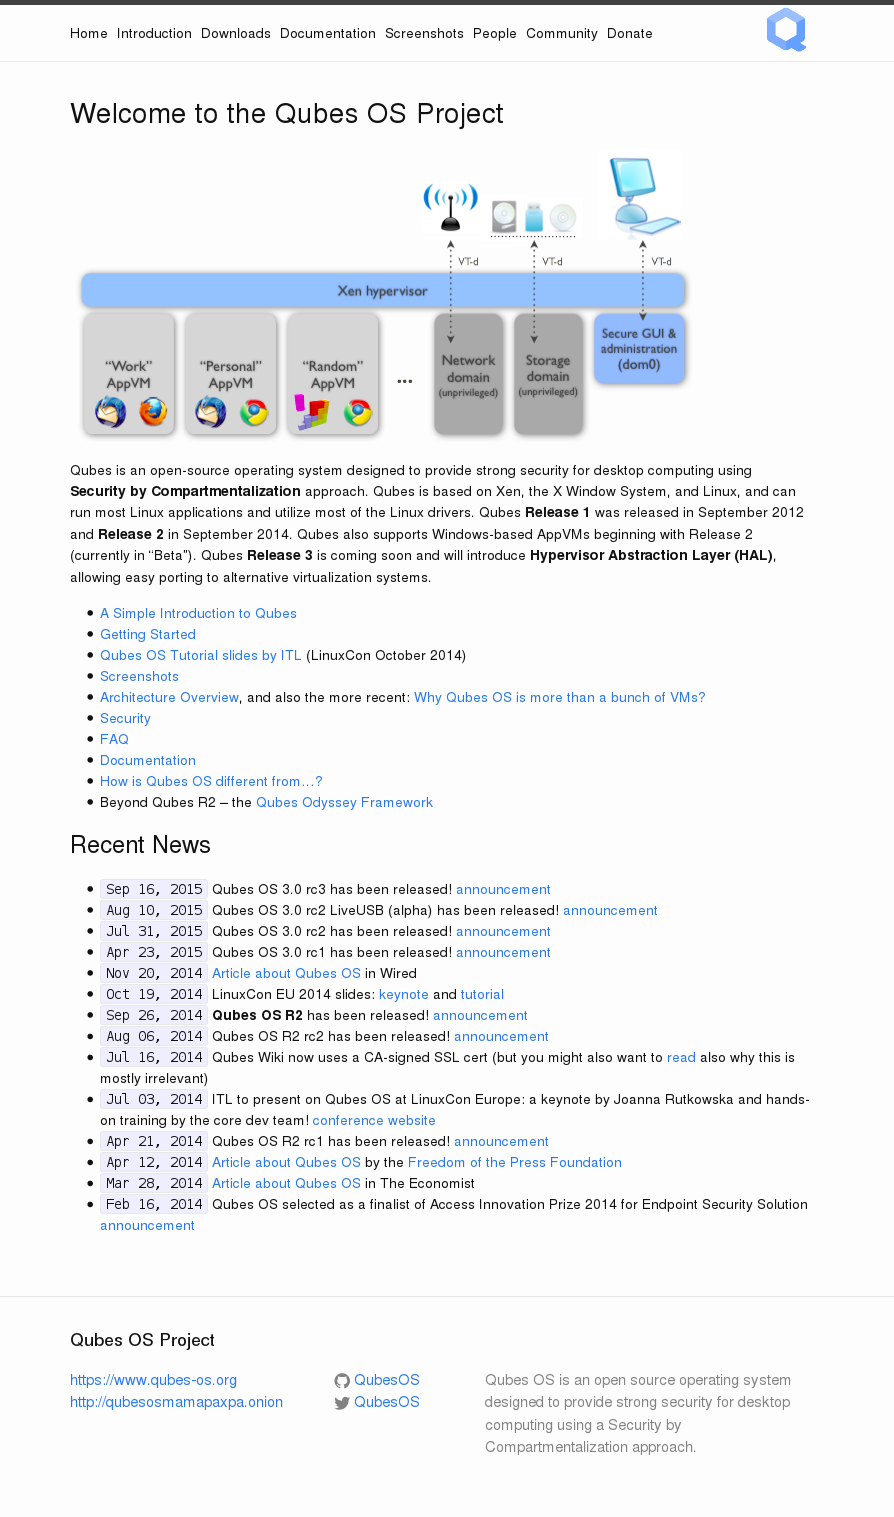 Home Introduction Downloads Documentation Screenshots People Community Donate
Welcome to the Qubes OS Project
VT-d VT-d VT-d
Xen hypervisor
“Work”
AppVM
“Personal”
AppVM
“Random”
AppVM
...
Network
domain
(unprivileged)
Storage
domain
(unprivileged)
Secure GUI &
administration
(dom0)
Qubes is an open-source operating system designed to provide strong security for desktop computing using
Security by Compartmentalization approach. Qubes is based on Xen, the X Window System, and Linux, and can
run most Linux applications and utilize most of the Linux drivers. Qubes Release 1 was released in September 2012
and Release 2 in September 2014. Qubes also supports Windows-based AppVMs beginning with Release 2
(currently in “Beta”). Qubes Release 3 is coming soon and will introduce Hypervisor Abstraction Layer (HAL),
allowing easy porting to alternative virtualization systems.
• A Simple Introduction to Qubes
• Getting Started
• Qubes OS Tutorial slides by ITL (LinuxCon October 2014)
• Screenshots
• Architecture Overview, and also the more recent: Why Qubes OS is more than a bunch of VMs?
• Security
• FAQ
• Documentation
• How is Qubes OS different from…?
• Beyond Qubes R2 – the Qubes Odyssey Framework
Recent News
• Sep 16, 2015 Qubes OS 3.0 rc3 has been released! announcement
• Aug 10, 2015 Qubes OS 3.0 rc2 LiveUSB (alpha) has been released! announcement
• Jul 31, 2015 Qubes OS 3.0 rc2 has been released! announcement
• Apr 23, 2015 Qubes OS 3.0 rc1 has been released! announcement
• Nov 20, 2014 Article about Qubes OS in Wired
• Oct 19, 2014 LinuxCon EU 2014 slides: keynote and tutorial
• Sep 26, 2014 Qubes OS R2 has been released! announcement
• Aug 06, 2014 Qubes OS R2 rc2 has been released! announcement
• Jul 16, 2014 Qubes Wiki now uses a CA-signed SSL cert (but you might also want to read also why this is
mostly irrelevant)
• Jul 03, 2014 ITL to present on Qubes OS at LinuxCon Europe: a keynote by Joanna Rutkowska and hands-
on training by the core dev team! conference website
• Apr 21, 2014 Qubes OS R2 rc1 has been released! announcement
• Apr 12, 2014 Article about Qubes OS by the Freedom of the Press Foundation
• Mar 28, 2014 Article about Qubes OS in The Economist
• Feb 16, 2014 Qubes OS selected as a finalist of Access Innovation Prize 2014 for Endpoint Security Solution
announcement
Qubes OS Project
https://www.qubes-os.org
http://qubesosmamapaxpa.onion
QubesOS
QubesOS
Qubes OS is an open source operating system
designed to provide strong security for desktop
computing using a Security by
Compartmentalization approach.